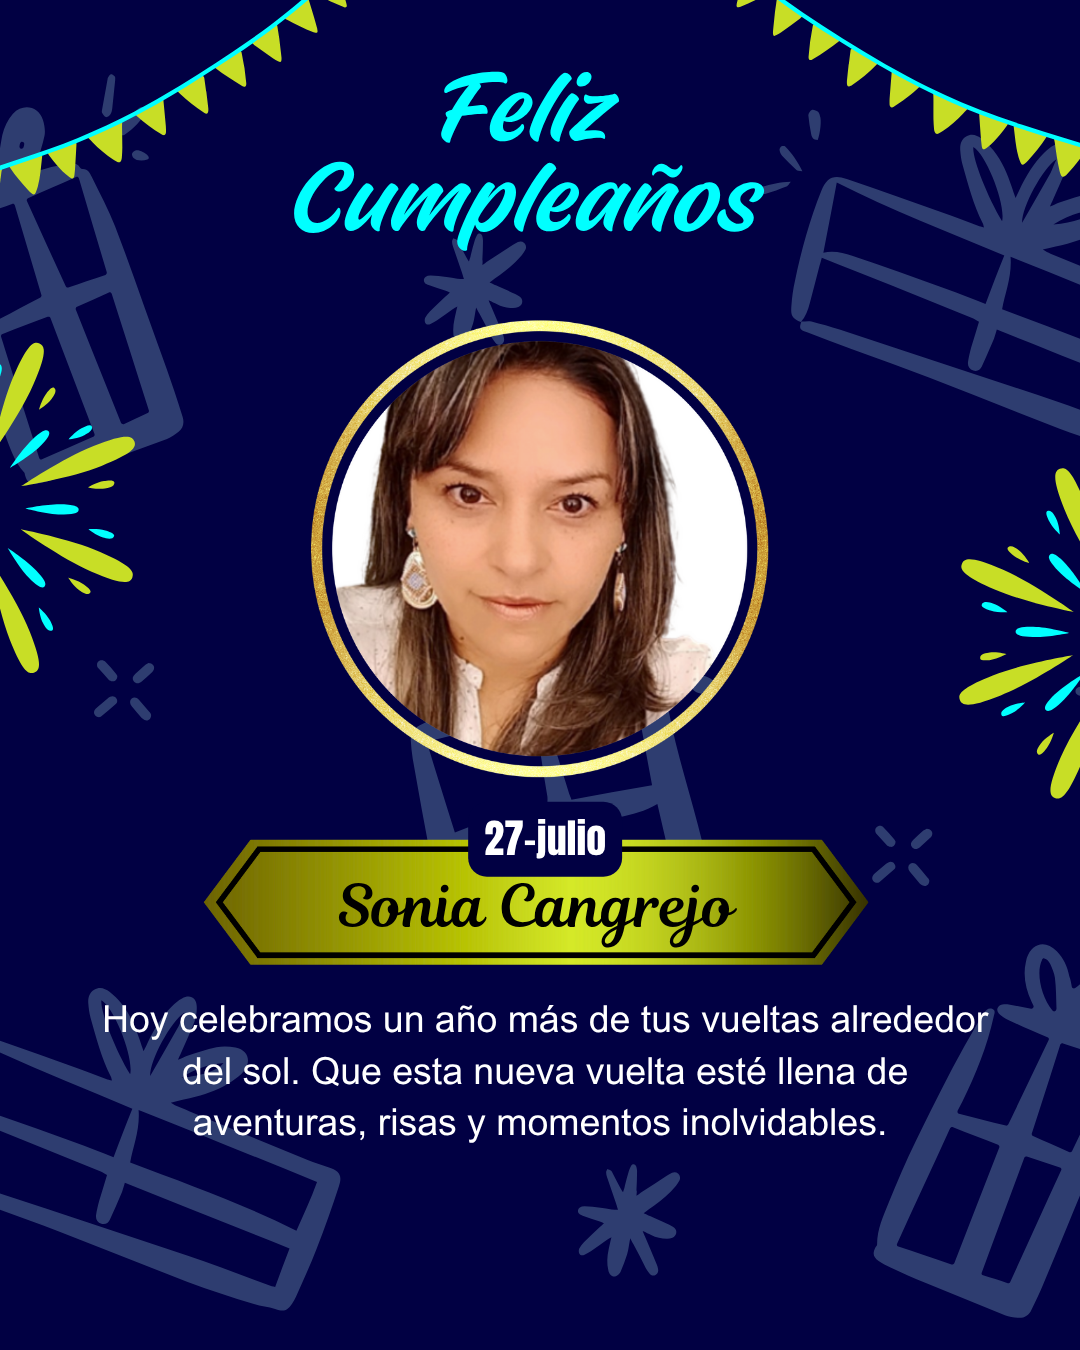 Feliz
Cumpleaños
27-julio
Sonia Cangrejo
Hoy celebramos un año más de tus vueltas alrededor
del sol. Que esta nueva vuelta esté llena de
aventuras, risas y momentos inolvidables.